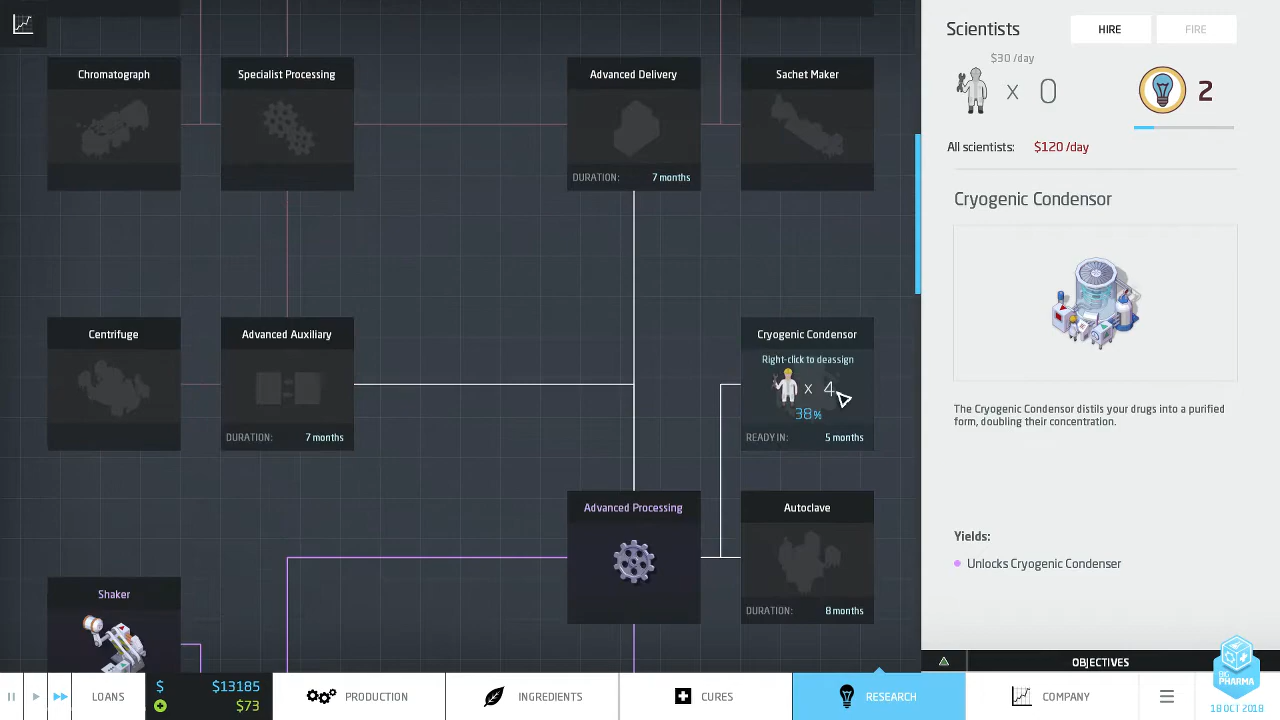 Scientists
HIRE
FIRE
$30 /day
x 0
2
All scientists: $120 /day
Chromatograph
Specialist Processing
Advanced Delivery
DURATION: 7 months
Sachet Maker
Cryogenic Condensor
Centrifuge
Advanced Auxiliary
DURATION: 7 months
Cryogenic Condensor
Right-click to deassign
x 4
38%
READY IN: 5 months
The Cryogenic Condensor distils your drugs into a purified
form, doubling their concentration.
Advanced Processing
Autoclave
DURATION: 8 months
Yields:
Unlocks Cryogenic Condenser
Shaker
OBJECTIVES
BIG
PHARMA
LOANS
$ $13185
$73
PRODUCTION
INGREDIENTS
CURES
RESEARCH
COMPANY
18 OCT 2018